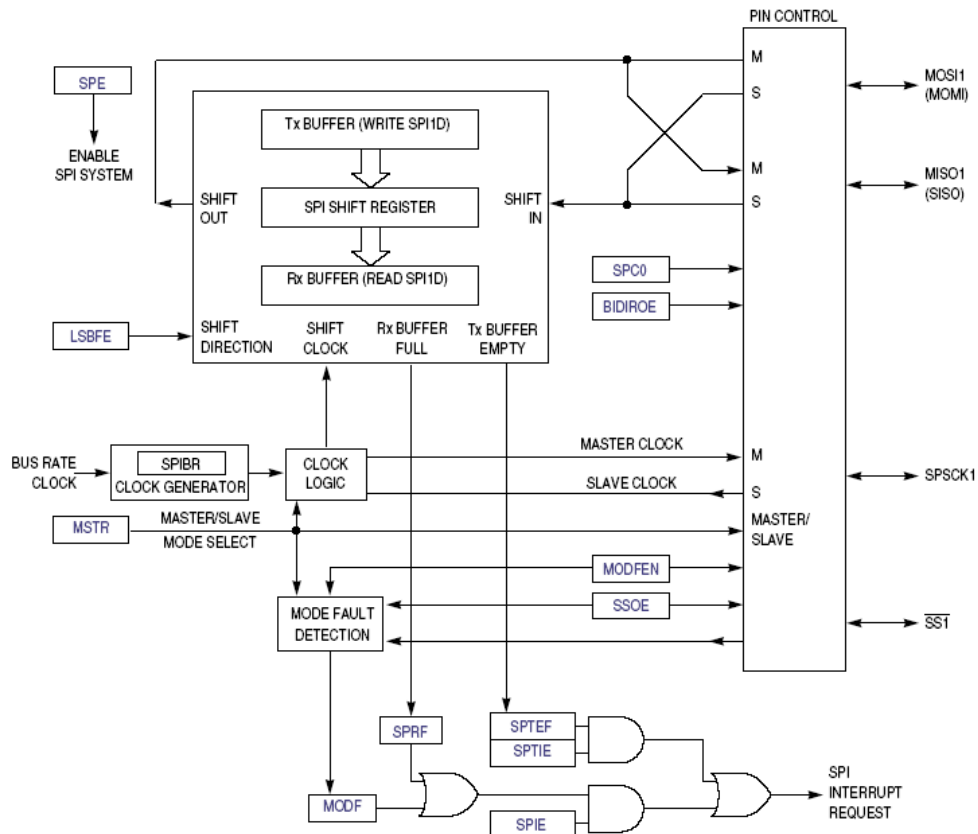 PIN CONTROL
SPE
ENABLE
SPI SYSTEM
Tx BUFFER (WRITE SPI1D)
SPI SHIFT REGISTER
Rx BUFFER (READ SPI1D)
SHIFT
OUT
SHIFT
IN
LSBFE
SHIFT
DIRECTION
SHIFT
CLOCK
Rx BUFFER
FULL
Tx BUFFER
EMPTY
M
S
M
S
MOSI1
(MOMI)
MISO1
(SISO)
SPC0
BIDIROE
BUS RATE
CLOCK
SPIBR
CLOCK GENERATOR
CLOCK
LOGIC
MASTER CLOCK
SLAVE CLOCK
M
S
SPSCK1
MSTR
MASTER/SLAVE
MODE SELECT
MASTER/
SLAVE
MODFEN
SSOE
MODE FAULT
DETECTION
SS1
SPRF
SPTEF
SPTIE
MODF
SPIE
SPI
INTERRUPT
REQUEST